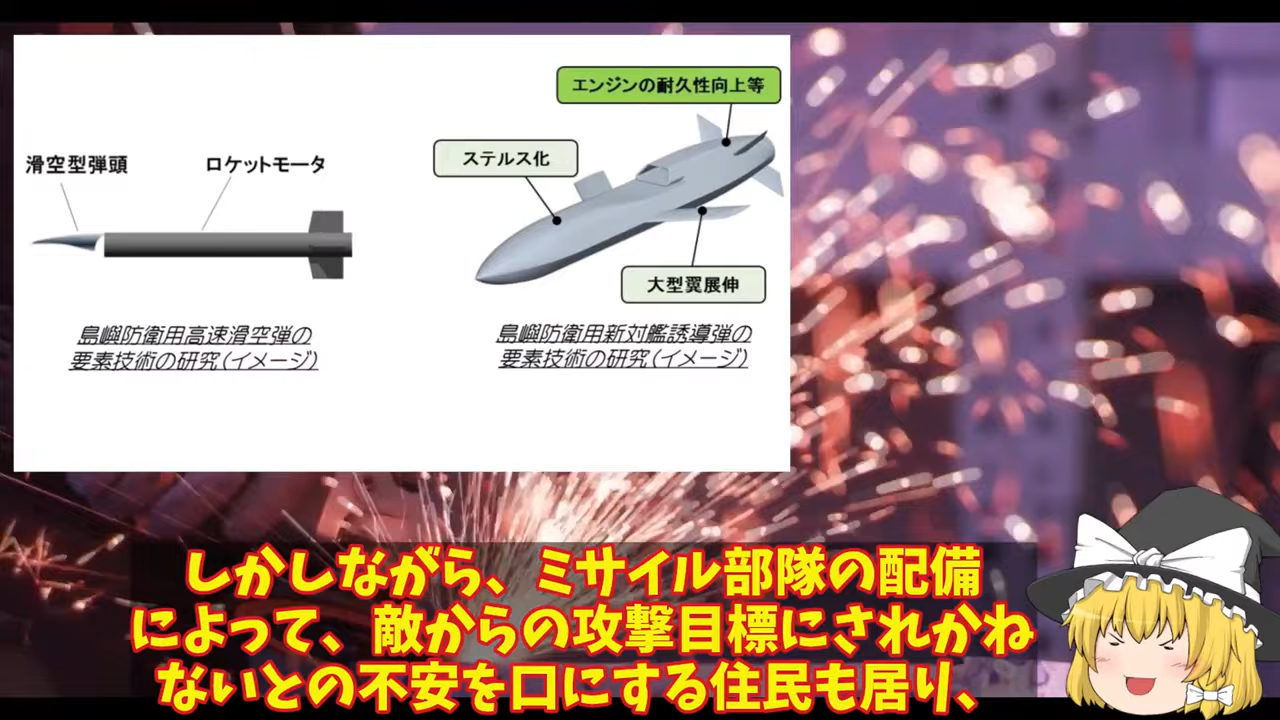 エンジンの耐久性向上等
ステルス化
滑空型弾頭
ロケットモータ
大型翼展伸
島嶼防衛用高速滑空弾の
要素技術の研究(イメージ)
島嶼防衛用新対艦誘導弾の
要素技術の研究(イメージ)
しかしながら、ミサイル部隊の配備
によって、敵からの攻撃目標にされかね
ないとの不安を口にする住民も居り、